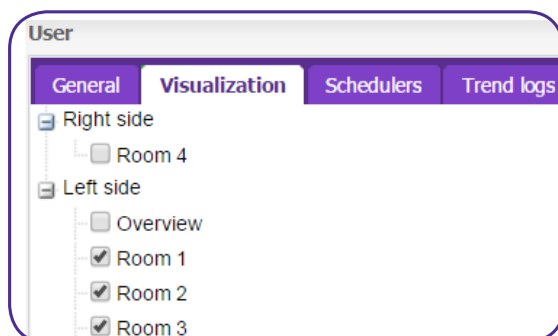 User
General Visualization Schedulers Trend logs
Right side
Room 4
Left side
Overview
Room 1
Room 2
Room 3